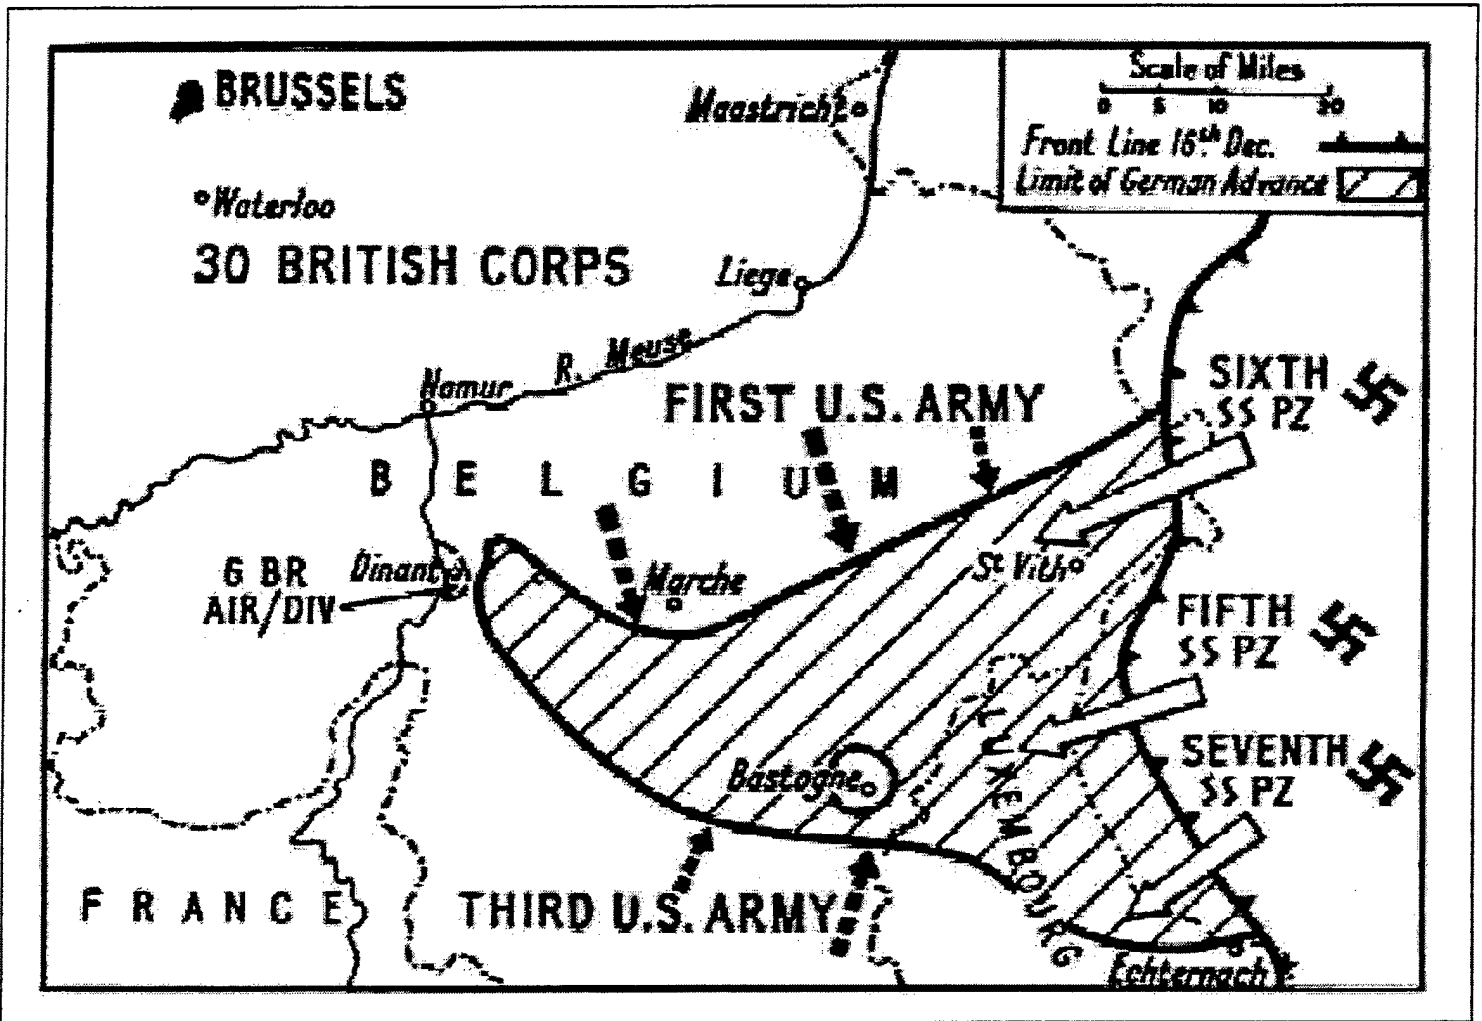 BRUSSELS
Maastricht
Scale of Miles
0 5 10 20
Front Line 16th Dec.
Limit of German Advance
Waterloo
30 BRITISH CORPS
Liege
R. Meuse
Namur
FIRST U.S. ARMY
SIXTH
SS PZ
BELGIUM
6 BR
AIR/DIV
Dinant
Marche
St Vith
FIFTH
SS PZ
LUXEMBOURG
Bastogne
SEVENTH
SS PZ
FRANCE
THIRD U.S. ARMY
Echternach